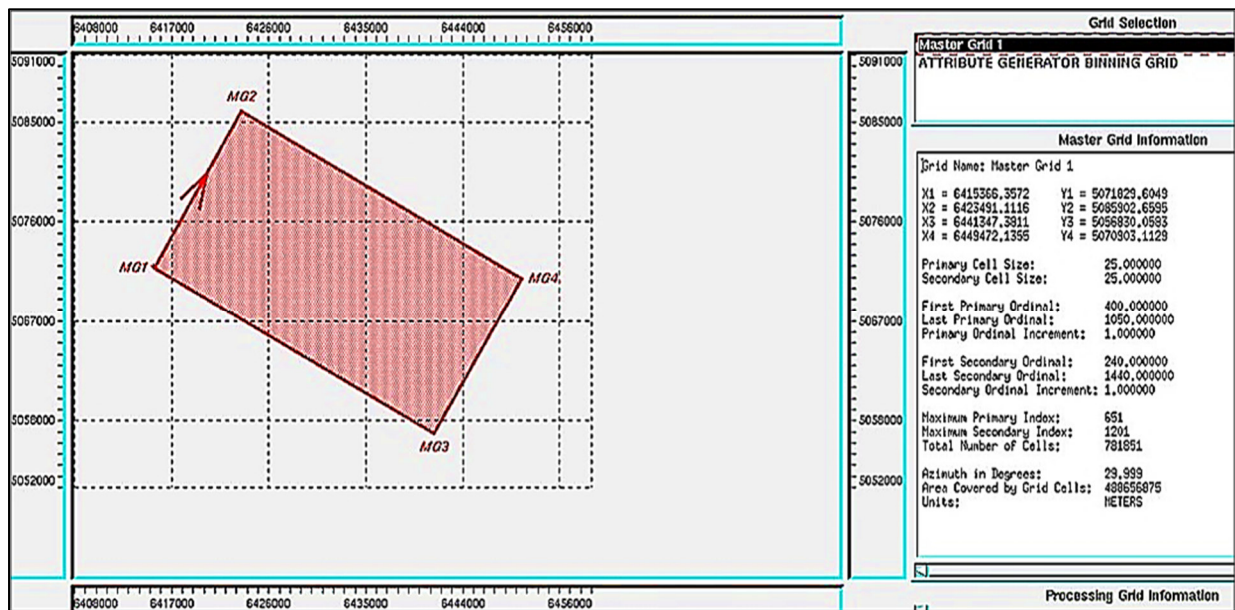 6408000 6417000 6426000 6435000 6444000 6456000
Grid Selection
Master Grid 1
ATTRIBUTE GENERATOR BINNING GRID
5091000 5091000
MG2
5085000 5085000
Master Grid Information
Grid Name: Master Grid 1
X1 = 6415366.3572 Y1 = 5071829.6049
X2 = 6423491.1116 Y2 = 5085902.6595
X3 = 6441347.3811 Y3 = 5056830.0583
X4 = 6449472.1355 Y4 = 5070903.1129
5076000 5076000
MG1
MG4
Primary Cell Size: 25.000000
Secondary Cell Size: 25.000000
First Primary Ordinal: 400.000000
Last Primary Ordinal: 1050.000000
Primary Ordinal Increment: 1.000000
5067000 5067000
First Secondary Ordinal: 240.000000
Last Secondary Ordinal: 1440.000000
Secondary Ordinal Increment: 1.000000
5058000 5058000
MG3
Maximum Primary Index: 651
Maximum Secondary Index: 1201
Total Number of Cells: 781851
5052000 5052000
Azimuth in Degrees: 29.999
Area Covered by Grid Cells: 488656875
Units: METERS
6408000 6417000 6426000 6435000 6444000 6456000
Processing Grid Information